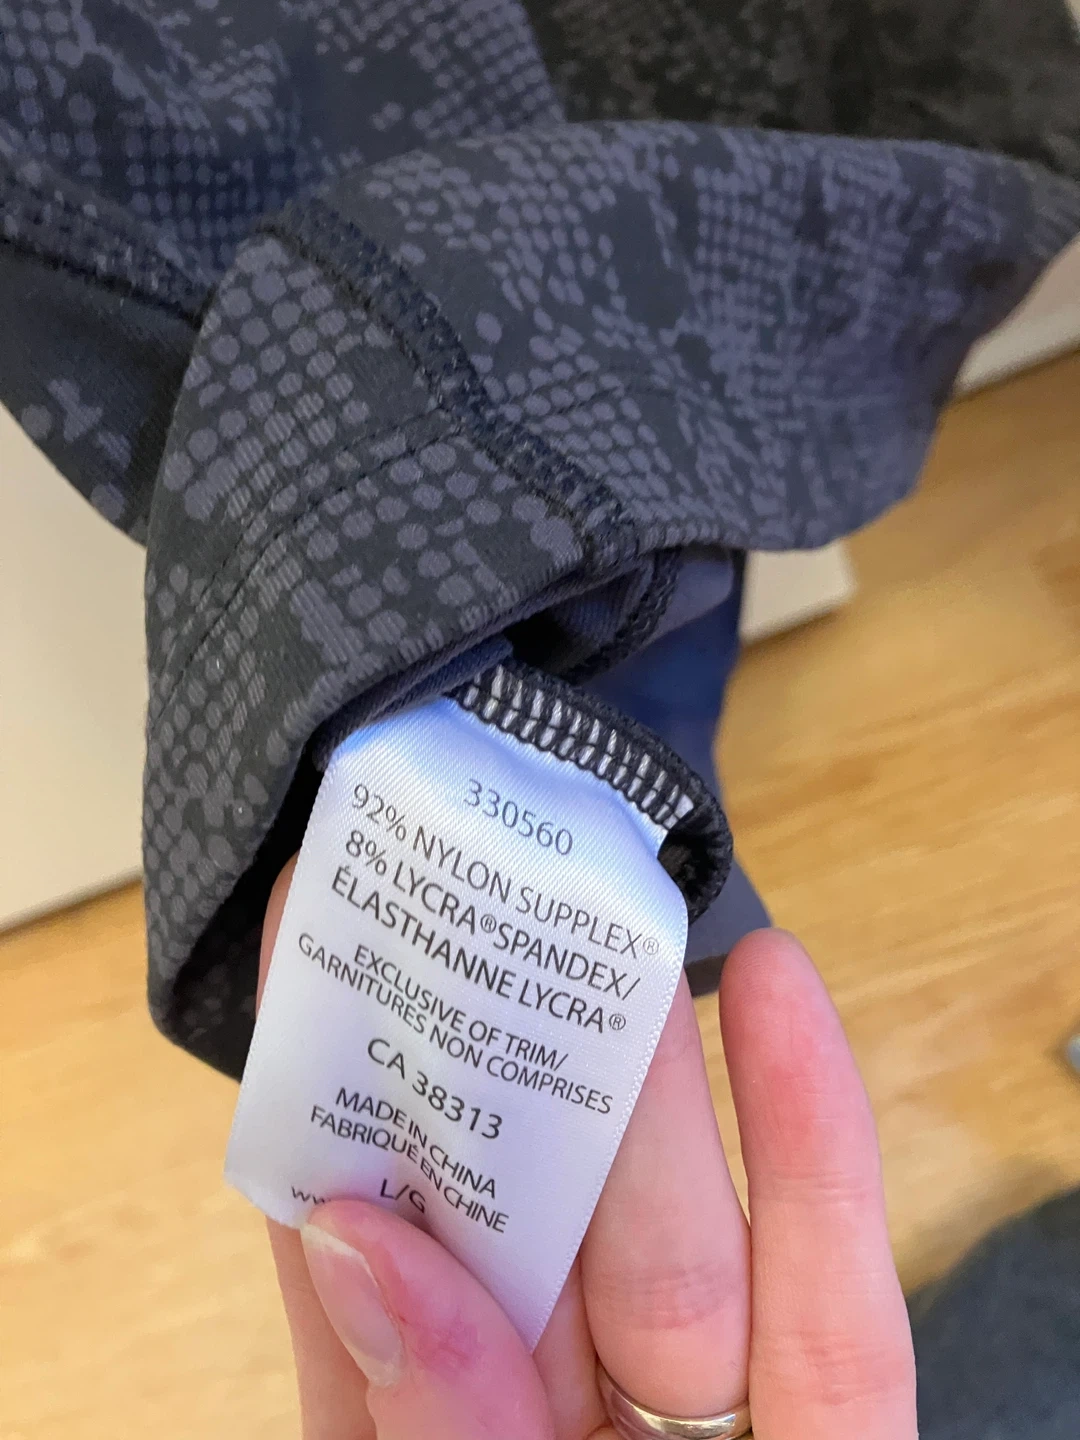 330560
92% NYLON SUPPLEX®
8% LYCRA®SPANDEX/
ÉLASTHANNE LYCRA®
EXCLUSIVE OF TRIM/
GARNITURES NON COMPRISES
CA 38313
MADE IN CHINA
FABRIQUÉ EN CHINE
L/G